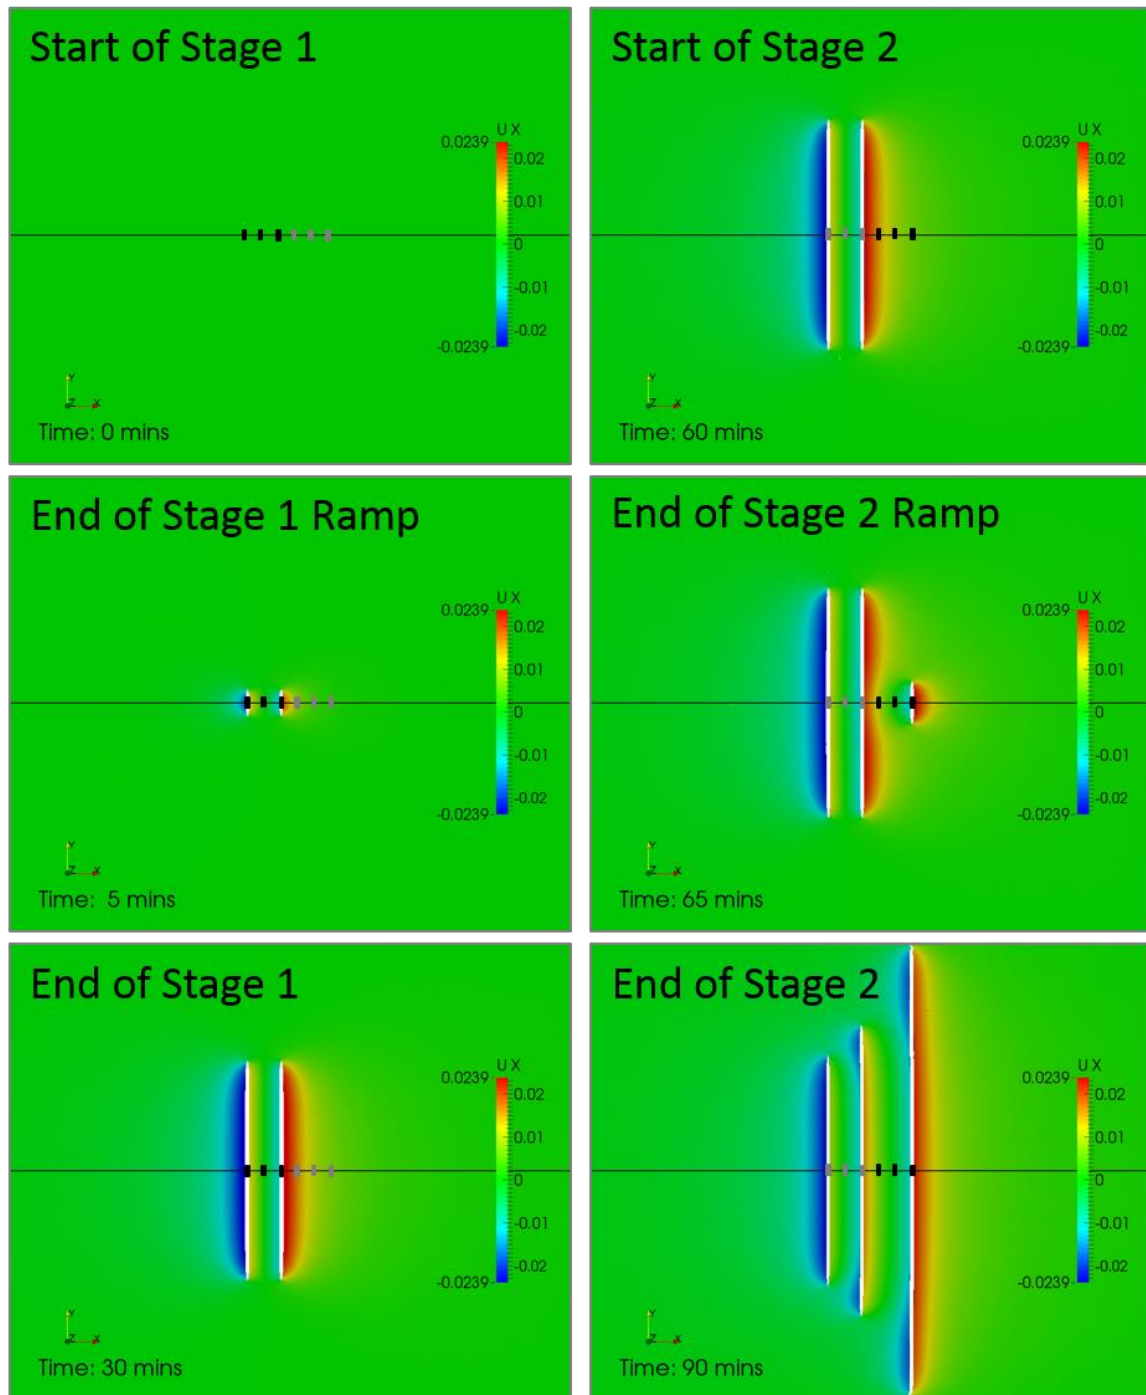 Start of Stage 1
U X
0.0239
0.02
0.01
0
-0.01
-0.02
-0.0239
Y
Z X
Time: 0 mins
Start of Stage 2
U X
0.0239
0.02
0.01
0
-0.01
-0.02
-0.0239
Y
Z X
Time: 60 mins
End of Stage 1 Ramp
U X
0.0239
0.02
0.01
0
-0.01
-0.02
-0.0239
Y
Z X
Time: 5 mins
End of Stage 2 Ramp
U X
0.0239
0.02
0.01
0
-0.01
-0.02
-0.0239
Y
Z X
Time: 65 mins
End of Stage 1
U X
0.0239
0.02
0.01
0
-0.01
-0.02
-0.0239
Y
Z X
Time: 30 mins
End of Stage 2
U X
0.0239
0.02
0.01
0
-0.01
-0.02
-0.0239
Y
Z X
Time: 90 mins